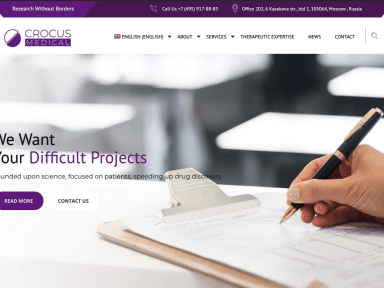 Research Without Borders
Call Us +7 (495) 917-88-83
Office 202, 6 Kazakova str., bld 1, 105064, Moscow , Russia
CROCUS
MEDICAL
ENGLISH (ENGLISH)
ABOUT
SERVICES
THERAPEUTIC EXPERTISE
NEWS
CONTACT
We Want
Your Difficult Projects
ounded upon science, focused on patients, speeding up drug discovery.
READ MORE
CONTACT US